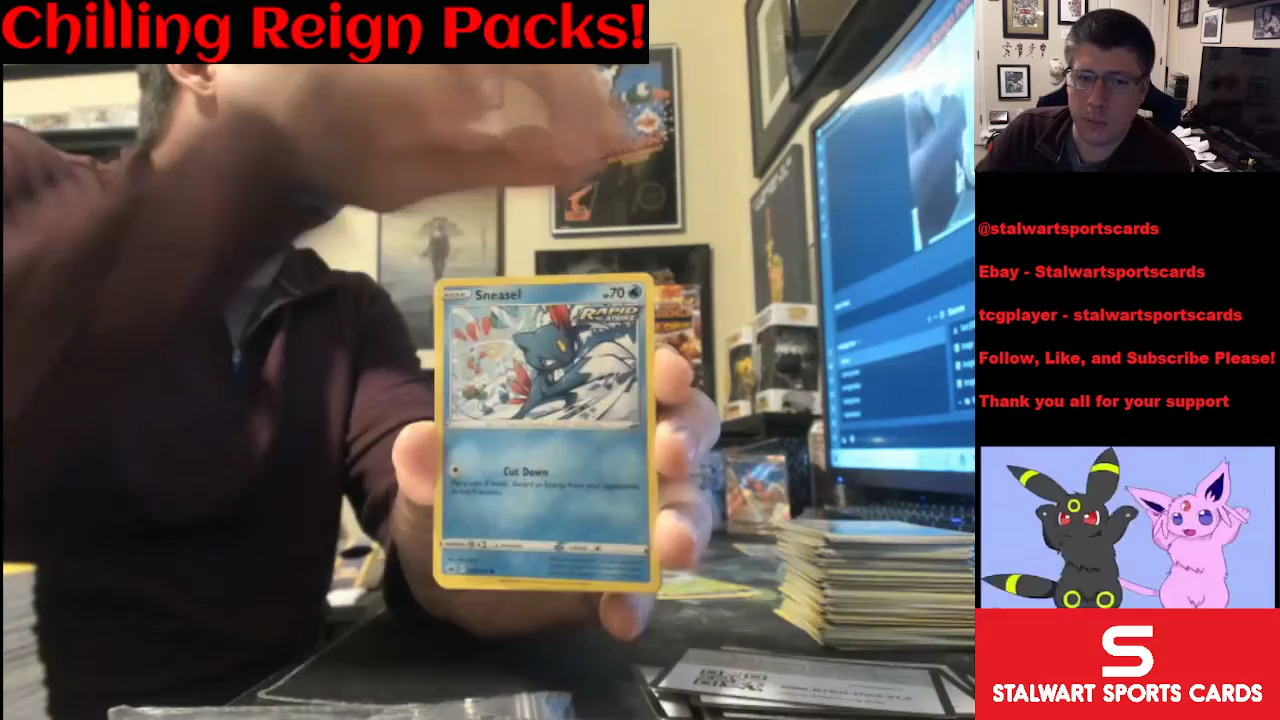 Chilling Reign Packs!
@stalwartsportscards
Ebay - Stalwartsportscards
tcgplayer - stalwartsportscards
Follow, Like, and Subscribe Please!
Thank you all for your support
Sneasel
70
RAPID
STRIKE
Cut Down
S
STALWART SPORTS CARDS